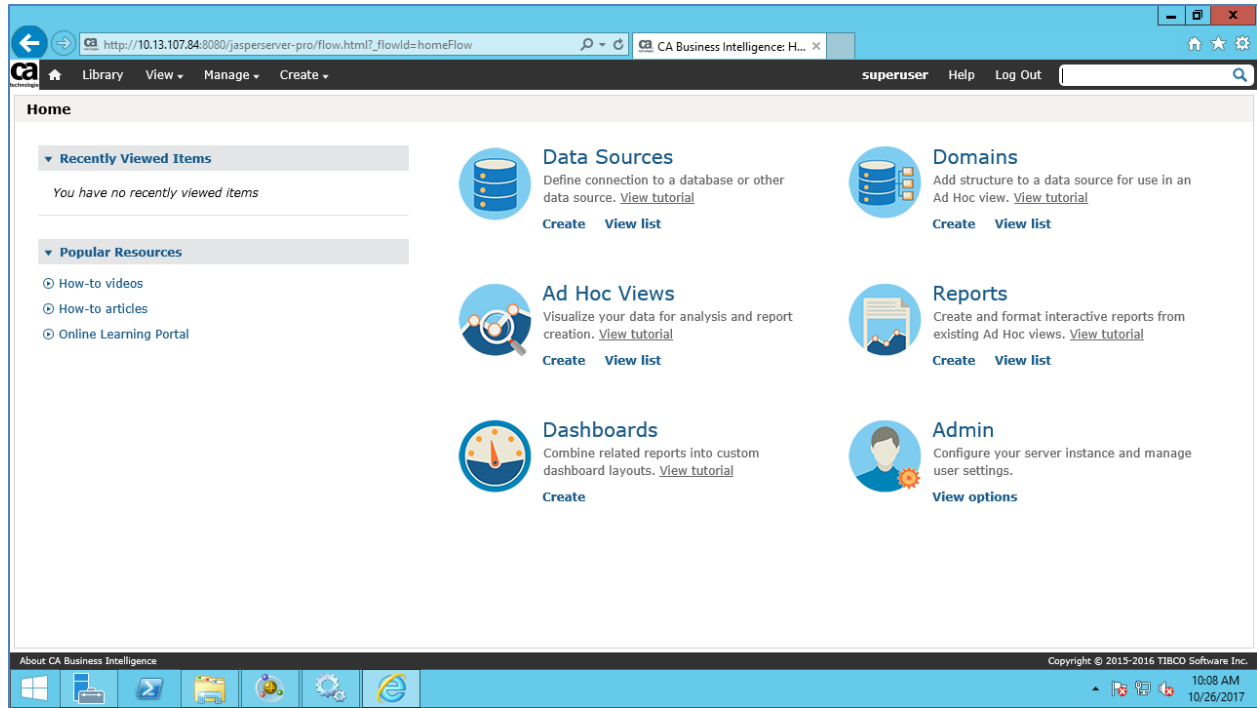 http://10.13.107.84:8080/jasperserver-pro/flow.html?_flowId=homeFlow
CA Business Intelligence: H...
ca
technologies
Library View Manage Create
superuser Help Log Out
Home
Recently Viewed Items
You have no recently viewed items
Popular Resources
How-to videos
How-to articles
Online Learning Portal
Data Sources
Define connection to a database or other
data source. View tutorial
Create View list
Domains
Add structure to a data source for use in an
Ad Hoc view. View tutorial
Create View list
Ad Hoc Views
Visualize your data for analysis and report
creation. View tutorial
Create View list
Reports
Create and format interactive reports from
existing Ad Hoc views. View tutorial
Create View list
Dashboards
Combine related reports into custom
dashboard layouts. View tutorial
Create
Admin
Configure your server instance and manage
user settings.
View options
About CA Business Intelligence
Copyright © 2015-2016 TIBCO Software Inc.
10:08 AM
10/26/2017